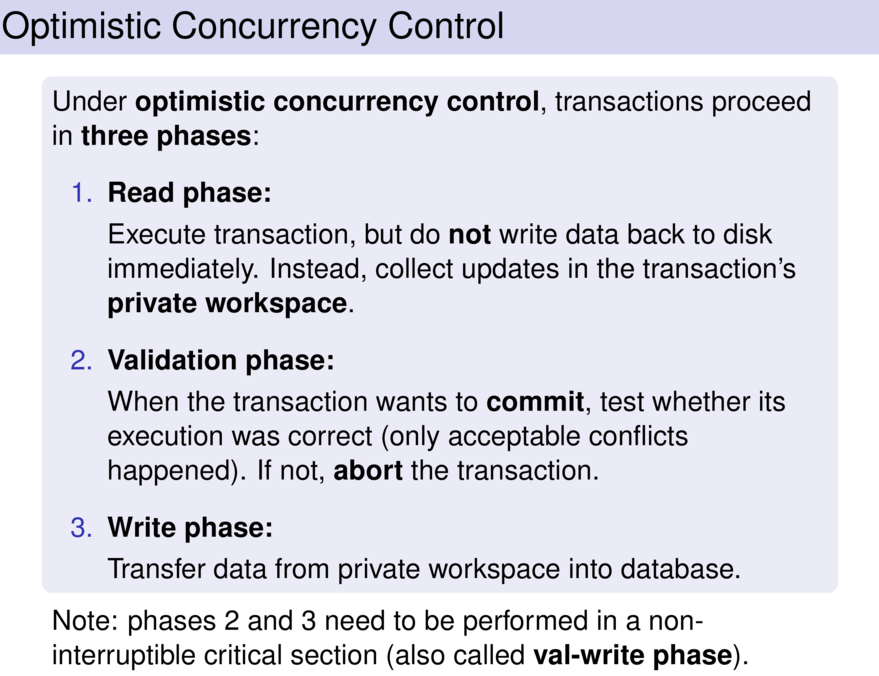 Optimistic Concurrency Control
Under optimistic concurrency control, transactions proceed
in three phases:
1. Read phase:
Execute transaction, but do not write data back to disk
immediately. Instead, collect updates in the transaction’s
private workspace.
2. Validation phase:
When the transaction wants to commit, test whether its
execution was correct (only acceptable conflicts
happened). If not, abort the transaction.
3. Write phase:
Transfer data from private workspace into database.
Note: phases 2 and 3 need to be performed in a non-
interruptible critical section (also called val-write phase).